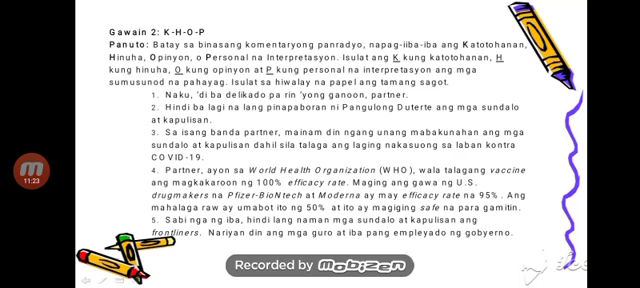 Gawain 2: K-H-O-P
Panuto: Batay sa binasang komentaryong panradyo, napag-iiba-iba ang Katotohanan,
Hinuha, Opinyon, o Personal na Interpretasyon. Isulat ang K kung katotohanan, H
kung hinuha, O kung opinyon at P kung personal na interpretasyon ang mga
sumusunod na pahayag. Isulat sa hiwalay na papel ang tamang sagot.
1. Naku, 'di ba delikado pa rin 'yong ganoon, partner.
2. Hindi ba lagi na lang pinapaboran ni Pangulong Duterte ang mga sundalo
at kapulisan.
3. Sa isang banda partner, mainam din ngang unang mabakunahan ang mga
sundalo at kapulisan dahil sila talaga ang laging nakasuong sa laban kontra
COVID-19.
4. Partner, ayon sa World Health Organization (WHO), wala talagang vaccine
ang magkakaroon ng 100% efficacy rate. Maging ang gawa ng U.S.
drugmakers na Pfizer-BioNtech at Moderna ay may efficacy rate na 95%. Ang
mahalaga raw ay umabot ito ng 50% at ito ay magiging safe na para gamitin.
5. Sabi nga ng iba, hindi lang naman mga sundalo at kapulisan ang
frontliners. Nariyan din ang mga guro at iba pang empleyado ng gobyerno.
11:23
Recorded by mobizen